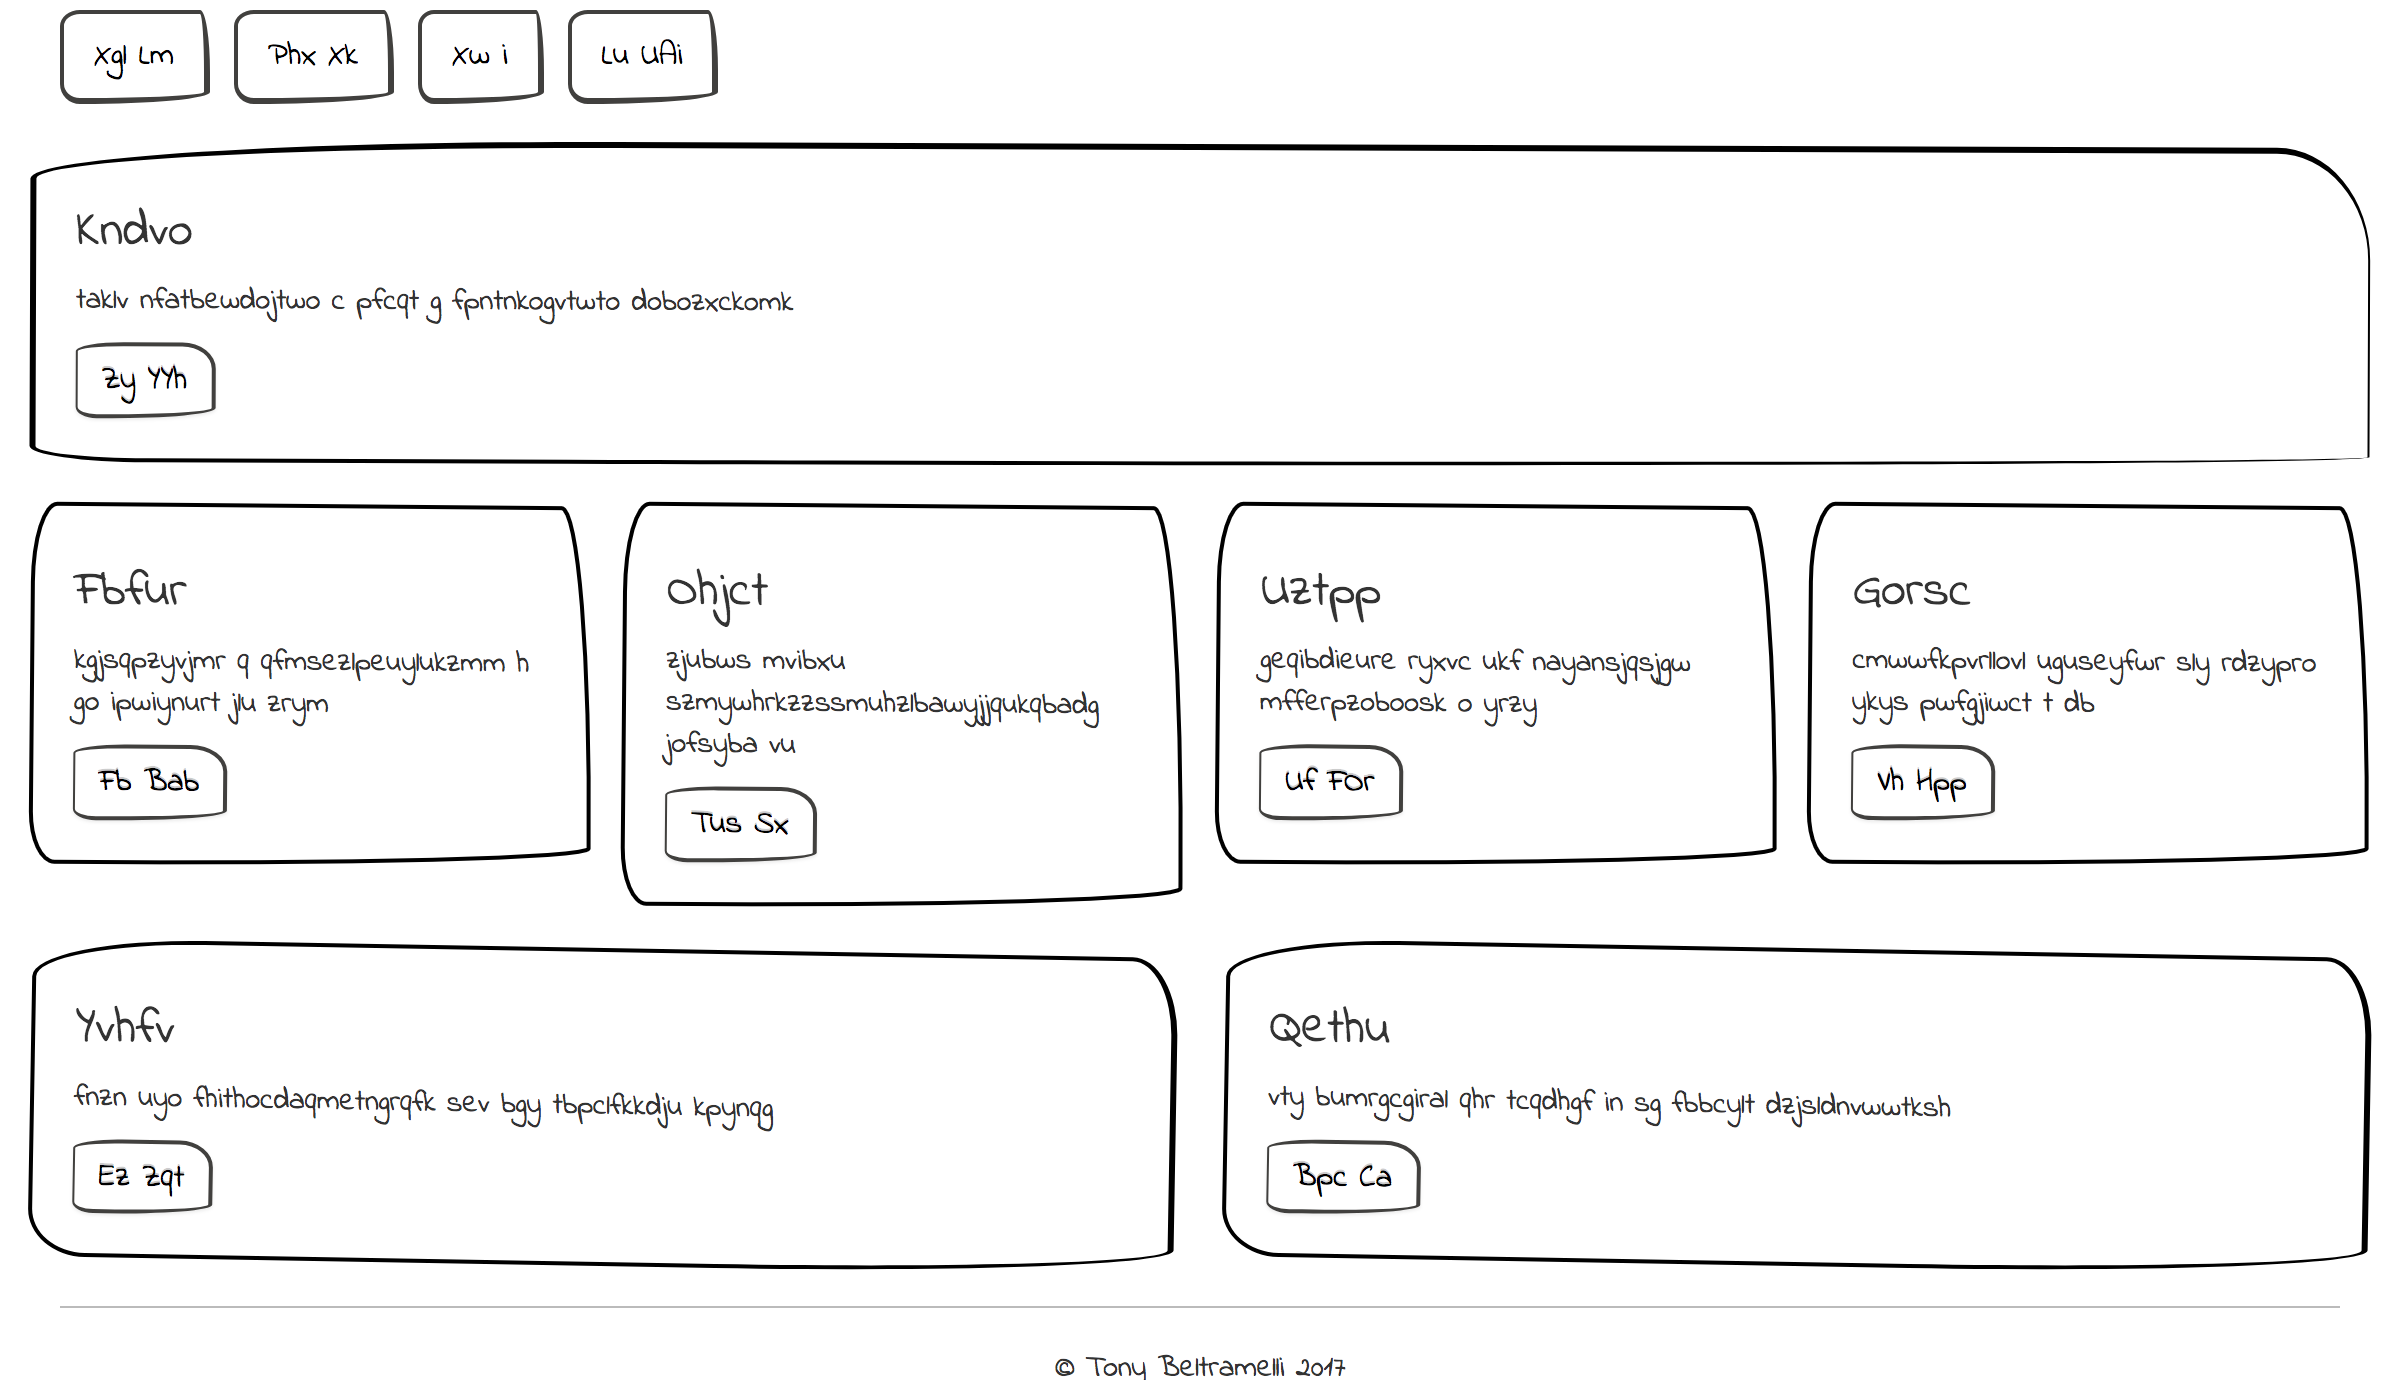 Xgl Lm
Phx Xk
Xw i
Lu UAi
Kndvo
taklv nfatbewdojtwo c pfcqt g fpntnkogvtwto dobozxckomk
Zy YYh
Fbfur
kgjsqpzyvjmr q qfmsezlpeuylukzmm h
go ipwiynurt jlu zrym
Fb Bab
Ohjct
zjubws mvibxu
szmywhrkzzssmuhzlbawyjjqukqbadg
jofsyba vu
Tus Sx
Uztpp
geqibdieure ryxvc ukf nayansjqsjgw
mfferpzoboosk o yrzy
Uf For
Gorsc
cmwwfkpvrllovl uguseyfwr sly rdzypro
ykys pwfgjiwct t db
Vh Hpp
Yvhfv
fnzn uyo fhithocdaqmetngrqfk sev bgy tbpclfkkdju kpynqg
Ez Zqt
Qethu
vty bumrgcgiral qhr tcqdhgf in sg fbbcylt dzjsldnvwwtksh
Bpc Ca
© Tony Beltramelli 2017